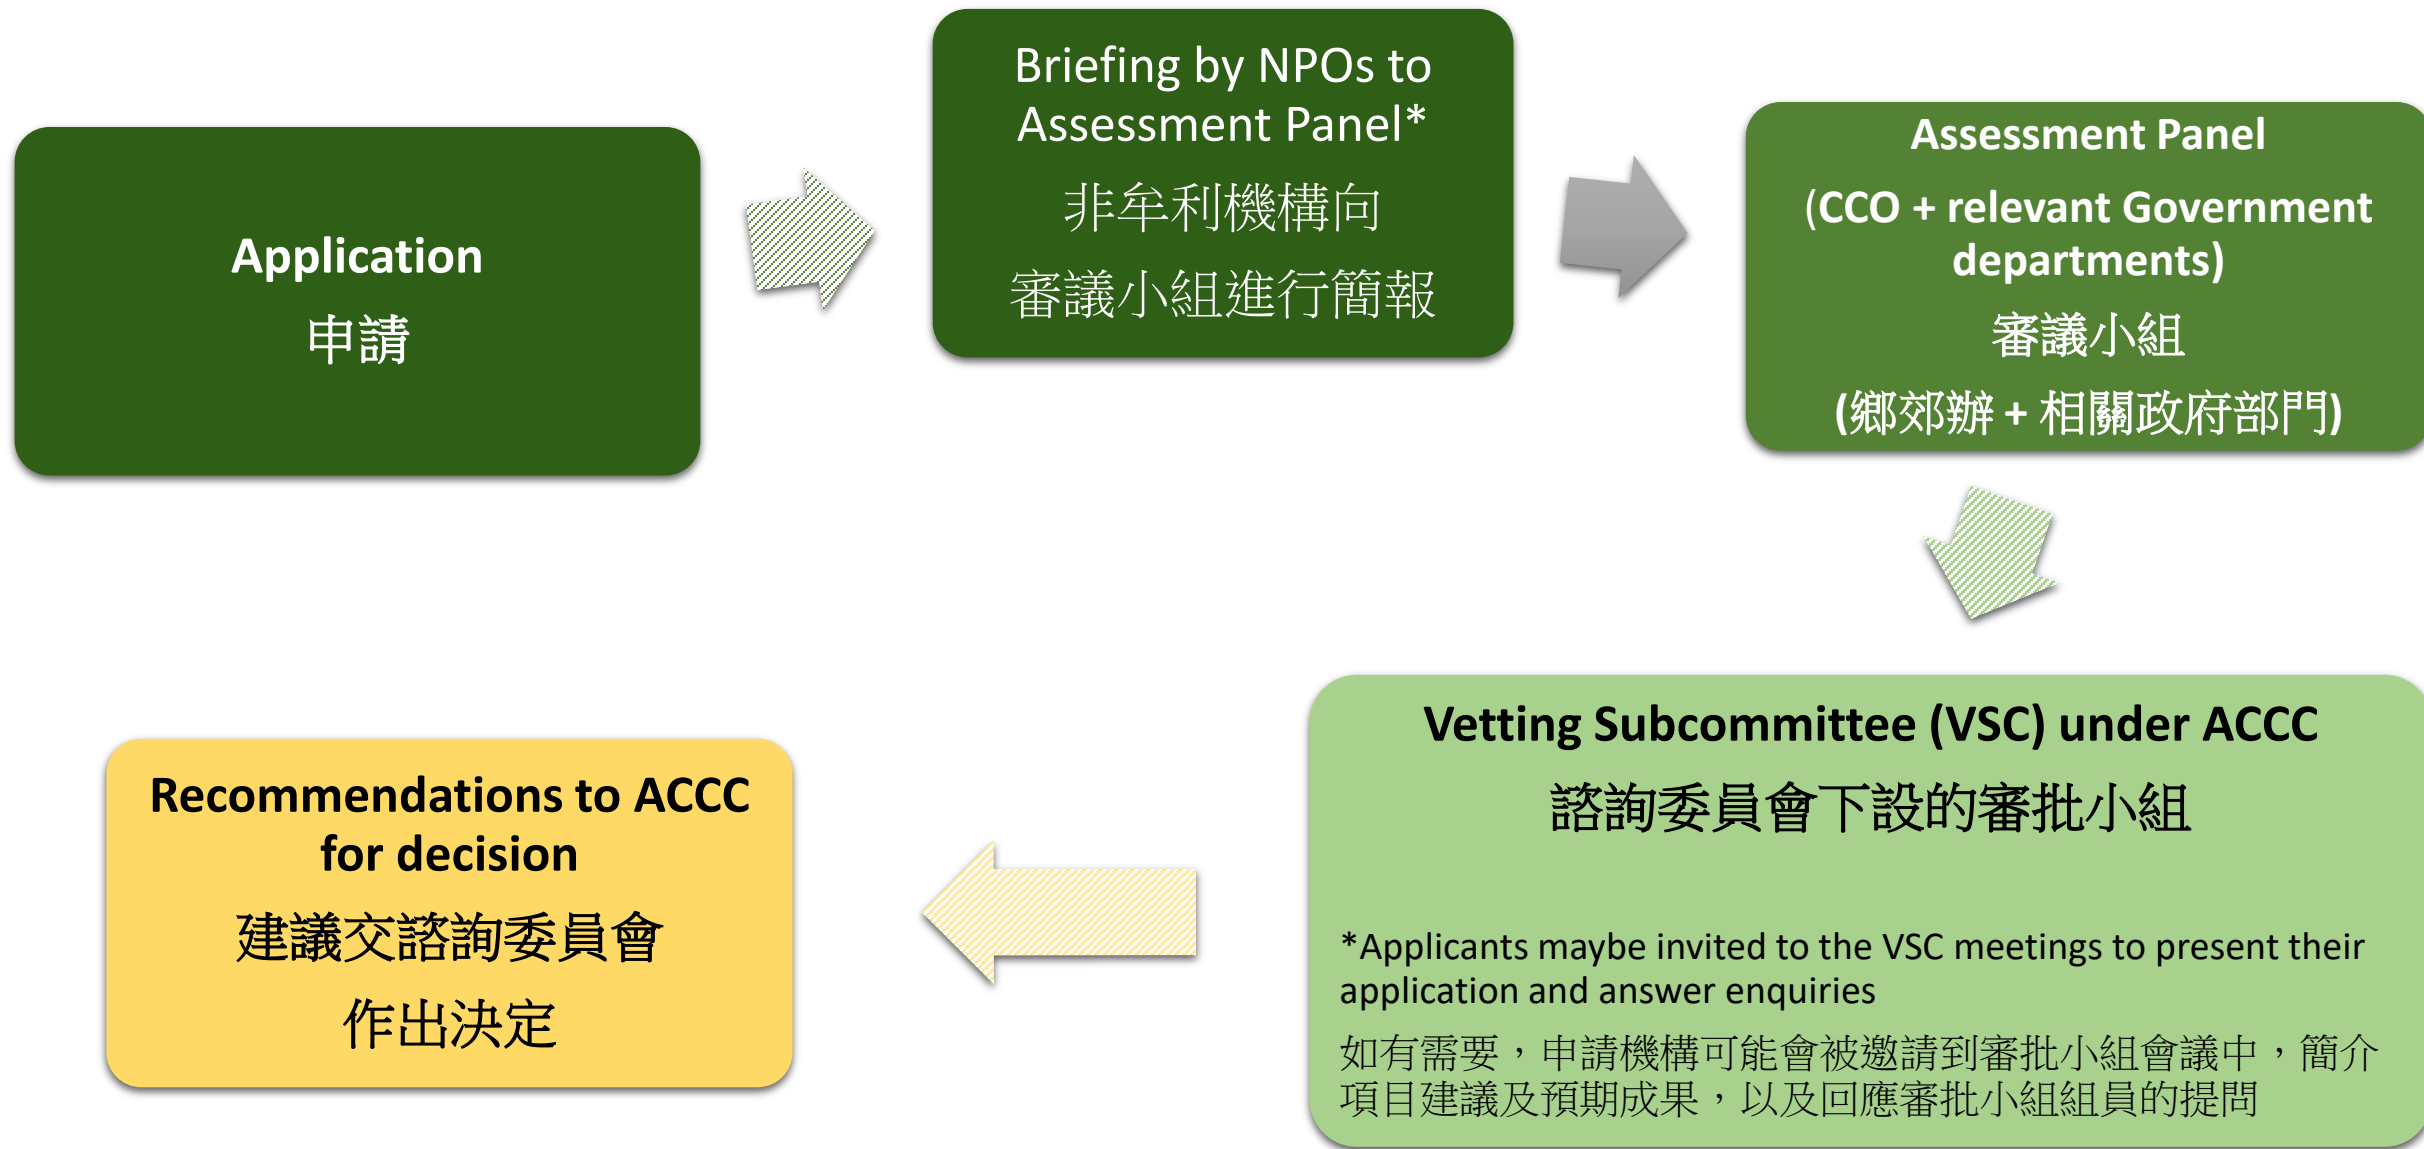 Application
申請
Briefing by NPOs to
Assessment Panel*
非牟利機構向
審議小組進行簡報
Assessment Panel
(CCO + relevant Government
departments)
審議小組
(鄉郊辦 + 相關政府部門)
Vetting Subcommittee (VSC) under ACCC
諮詢委員會下設的審批小組
*Applicants maybe invited to the VSC meetings to present their
application and answer enquiries
如有需要，申請機構可能會被邀請到審批小組會議中，簡介
項目建議及預期成果，以及回應審批小組組員的提問
Recommendations to ACCC
for decision
建議交諮詢委員會
作出決定